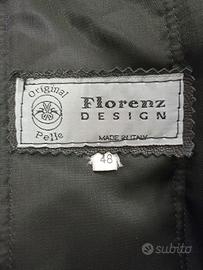 Original
Pelle
Florenz
DESIGN
MADE IN ITALY
48
subito